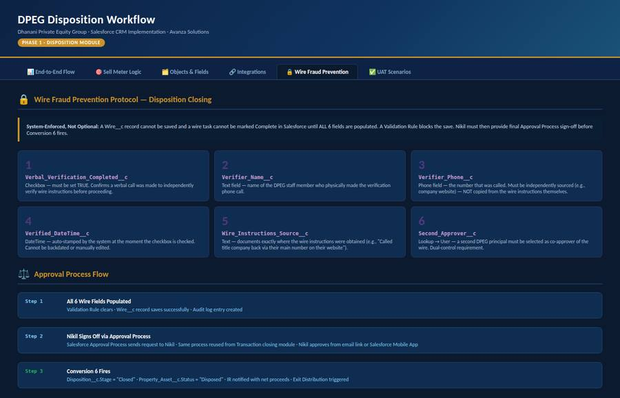 DPEG Disposition Workflow
Dhanani Private Equity Group · Salesforce CRM Implementation · Avanza Solutions
PHASE 1 · DISPOSITION MODULE
End-to-End Flow
Sell Meter Logic
Objects & Fields
Integrations
Wire Fraud Prevention
UAT Scenarios
Wire Fraud Prevention Protocol — Disposition Closing
System-Enforced, Not Optional: A Wire__c record cannot be saved and a wire task cannot be marked Complete in Salesforce until ALL 6 fields are populated. A Validation Rule blocks the save. Nikil must then provide final Approval Process sign-off before
Conversion 6 fires.
1
Verbal_Verification_Completed__c
Checkbox — must be set TRUE. Confirms a verbal call was made to independently
verify wire instructions before proceeding.
2
Verifier_Name__c
Text field — name of the DPEG staff member who physically made the verification
phone call.
3
Verifier_Phone__c
Phone field — the number that was called. Must be independently sourced (e.g.,
company website) — NOT copied from the wire instructions themselves.
4
Verified_DateTime__c
DateTime — auto-stamped by the system at the moment the checkbox is checked.
Cannot be backdated or manually edited.
5
Wire_Instructions_Source__c
Text — documents exactly where the wire instructions were obtained (e.g., "Called
title company back via their main number on their website").
6
Second_Approver__c
Lookup → User — a second DPEG principal must be selected as co-approver of the
wire. Dual-control requirement.
Approval Process Flow
Step 1
All 6 Wire Fields Populated
Validation Rule clears · Wire__c record saves successfully · Audit log entry created
Step 2
Nikil Signs Off via Approval Process
Salesforce Approval Process sends request to Nikil · Same process reused from Transaction closing module · Nikil approves from email link or Salesforce Mobile App
Step 3
Conversion 6 Fires
Disposition__c.Stage = "Closed" · Property_Asset__c.Status = "Disposed" · IR notified with net proceeds · Exit Distribution triggered